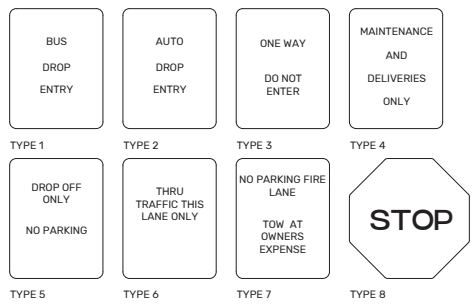 BUS
DROP
ENTRY
TYPE 1
AUTO
DROP
ENTRY
TYPE 2
ONE WAY
DO NOT
ENTER
TYPE 3
MAINTENANCE
AND
DELIVERIES
ONLY
TYPE 4
DROP OFF
ONLY
NO PARKING
TYPE 5
THRU
TRAFFIC THIS
LANE ONLY
TYPE 6
NO PARKING FIRE
LANE
TOW AT
OWNERS
EXPENSE
TYPE 7
STOP
TYPE 8